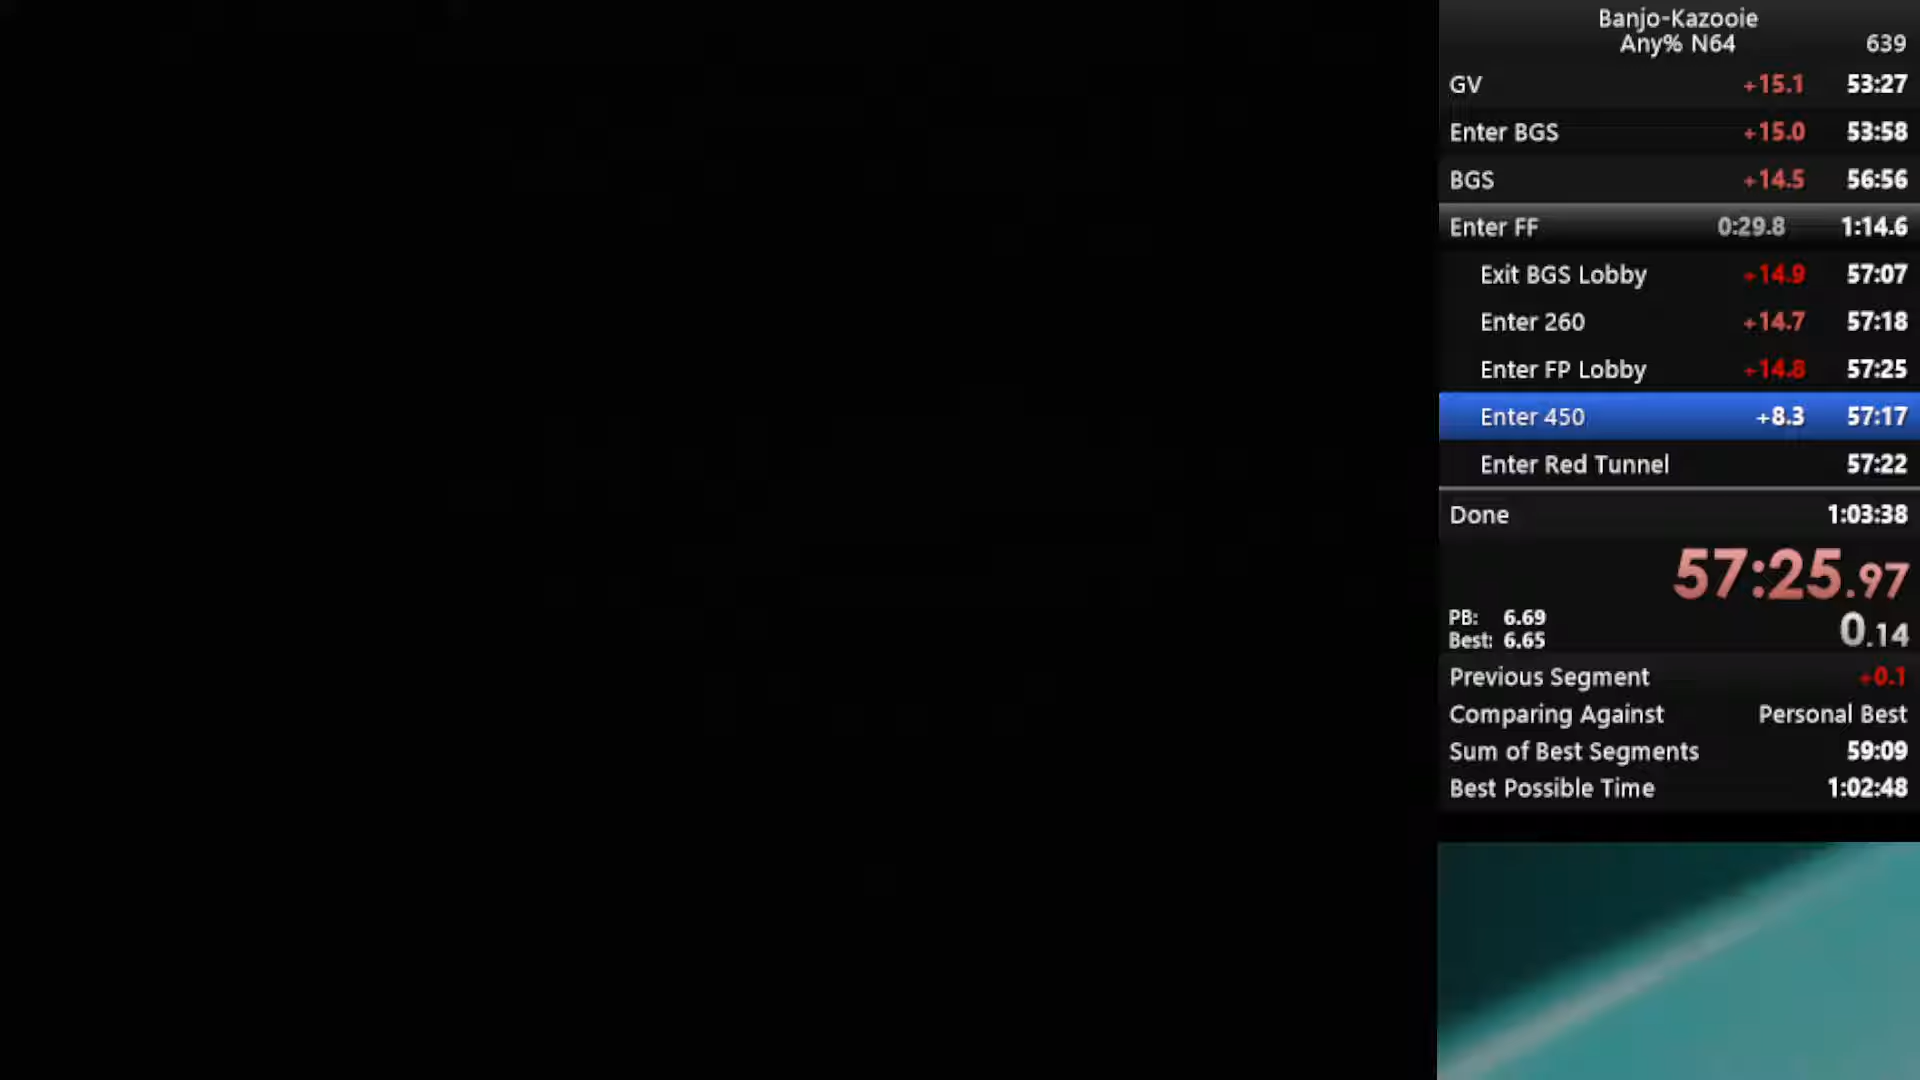 Banjo-Kazooie
Any% N64 639
GV +15.1 53:27
Enter BGS +15.0 53:58
BGS +14.5 56:56
Enter FF 0:29.8 1:14.6
Exit BGS Lobby +14.9 57:07
Enter 260 +14.7 57:18
Enter FP Lobby +14.8 57:25
Enter 450 +8.3 57:17
Enter Red Tunnel 57:22
Done 1:03:38
57:25.97
PB: 6.69
Best: 6.65
0.14
Previous Segment +0.1
Comparing Against Personal Best
Sum of Best Segments 59:09
Best Possible Time 1:02:48